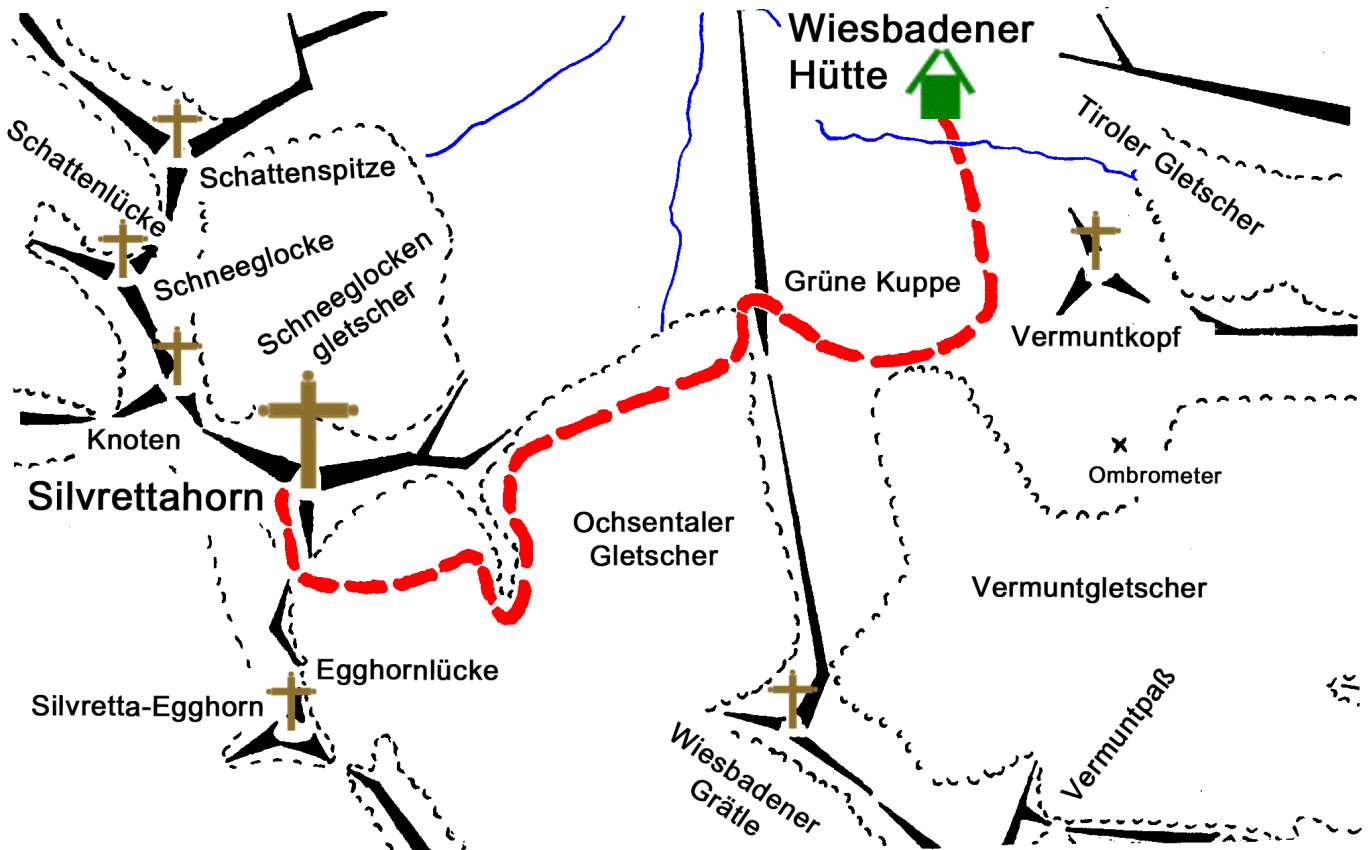 Wiesbadener
Hütte
Tiroler Gletscher
Schattenlücke
Schattenspitze
Schneeglocke
Schneeglocken
gletscher
Grüne Kuppe
Vermuntkopf
Knoten
Ombrometer
Silvrettahorn
Ochsentaler
Gletscher
Vermuntgletscher
Egghornlücke
Silvretta-Egghorn
Vermuntpaß
Wiesbadener
Grätle